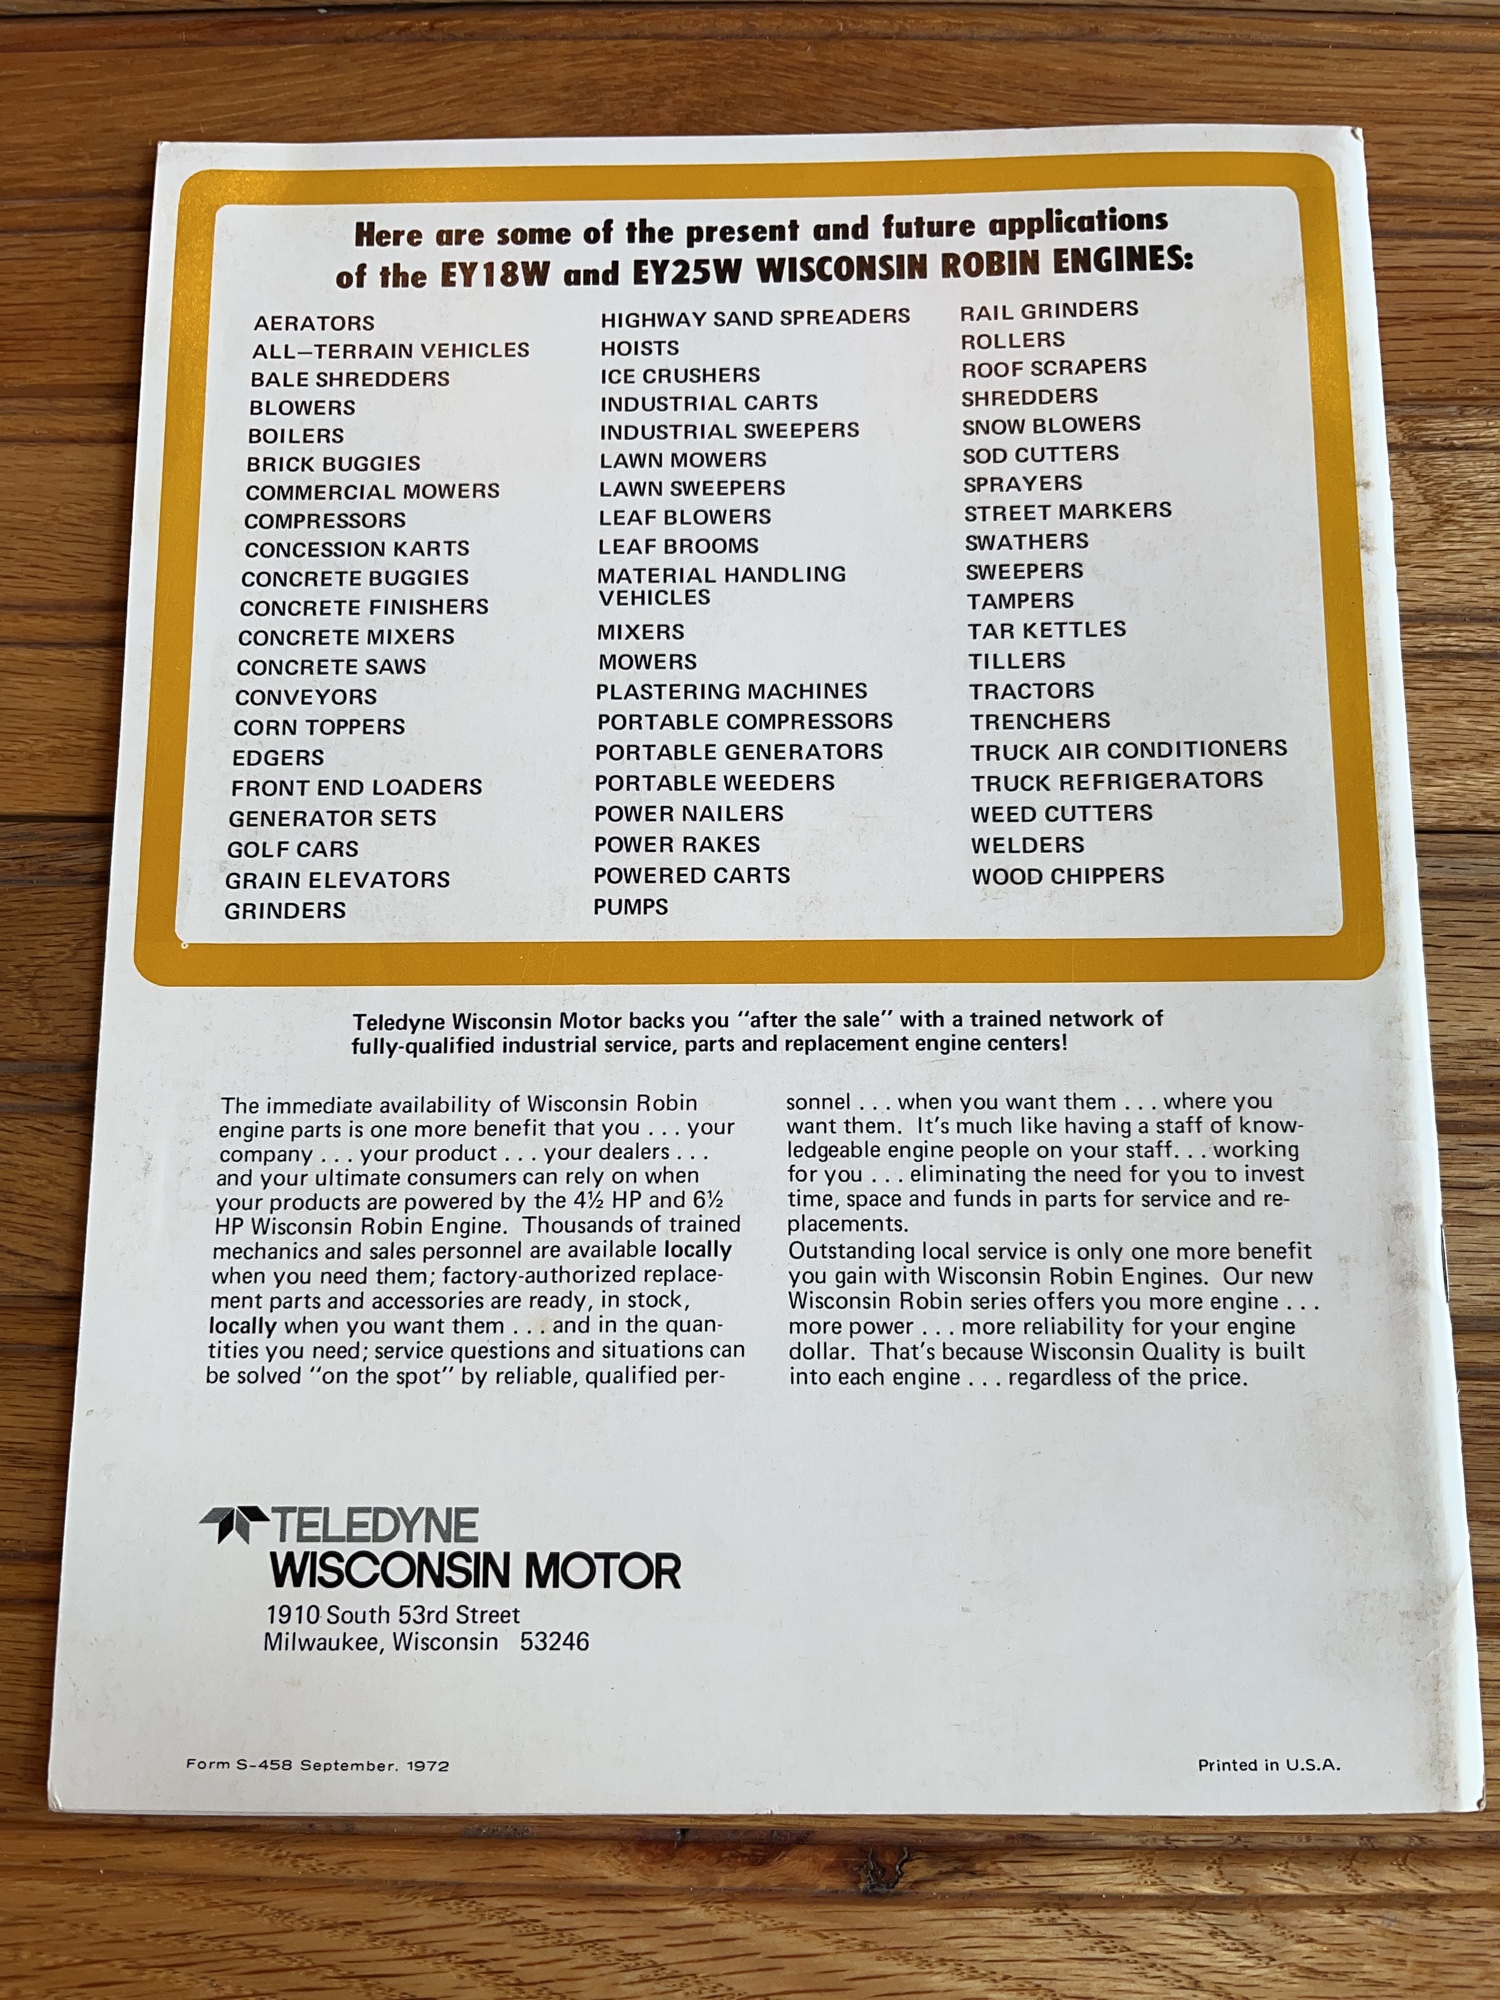 Here are some of the present and future applications
of the EY18W and EY25W WISCONSIN ROBIN ENGINES:
AERATORS
ALL—TERRAIN VEHICLES
BALE SHREDDERS
BLOWERS
BOILERS
BRICK BUGGIES
COMMERCIAL MOWERS
COMPRESSORS
CONCESSION KARTS
CONCRETE BUGGIES
CONCRETE FINISHERS
CONCRETE MIXERS
CONCRETE SAWS
CONVEYORS
CORN TOPPERS
EDGERS
FRONT END LOADERS
GENERATOR SETS
GOLF CARS
GRAIN ELEVATORS
GRINDERS
HIGHWAY SAND SPREADERS
HOISTS
ICE CRUSHERS
INDUSTRIAL CARTS
INDUSTRIAL SWEEPERS
LAWN MOWERS
LAWN SWEEPERS
LEAF BLOWERS
LEAF BROOMS
MATERIAL HANDLING
VEHICLES
MIXERS
MOWERS
PLASTERING MACHINES
PORTABLE COMPRESSORS
PORTABLE GENERATORS
PORTABLE WEEDERS
POWER NAILERS
POWER RAKES
POWERED CARTS
PUMPS
RAIL GRINDERS
ROLLERS
ROOF SCRAPERS
SHREDDERS
SNOW BLOWERS
SOD CUTTERS
SPRAYERS
STREET MARKERS
SWATHERS
SWEEPERS
TAMPERS
TAR KETTLES
TILLERS
TRACTORS
TRENCHERS
TRUCK AIR CONDITIONERS
TRUCK REFRIGERATORS
WEED CUTTERS
WELDERS
WOOD CHIPPERS
Teledyne Wisconsin Motor backs you "after the sale" with a trained network of
fully-qualified industrial service, parts and replacement engine centers!
The immediate availability of Wisconsin Robin
engine parts is one more benefit that you . . . your
company . . . your product . . . your dealers . . .
and your ultimate consumers can rely on when
your products are powered by the 4½ HP and 6½
HP Wisconsin Robin Engine. Thousands of trained
mechanics and sales personnel are available locally
when you need them; factory-authorized replace-
ment parts and accessories are ready, in stock,
locally when you want them . . . and in the quan-
tities you need; service questions and situations can
be solved "on the spot" by reliable, qualified per-
sonnel . . . when you want them . . . where you
want them. It's much like having a staff of know-
ledgeable engine people on your staff. . . working
for you . . . eliminating the need for you to invest
time, space and funds in parts for service and re-
placements.
Outstanding local service is only one more benefit
you gain with Wisconsin Robin Engines. Our new
Wisconsin Robin series offers you more engine . . .
more power . . . more reliability for your engine
dollar. That's because Wisconsin Quality is built
into each engine . . . regardless of the price.
TELEDYNE
WISCONSIN MOTOR
1910 South 53rd Street
Milwaukee, Wisconsin 53246
Form S-458 September. 1972
Printed in U.S.A.